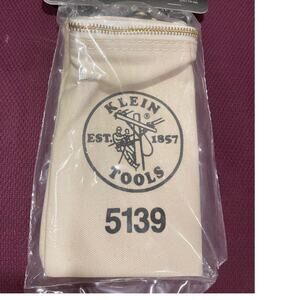 KLEIN
®
EST. 1857
TOOLS
5139